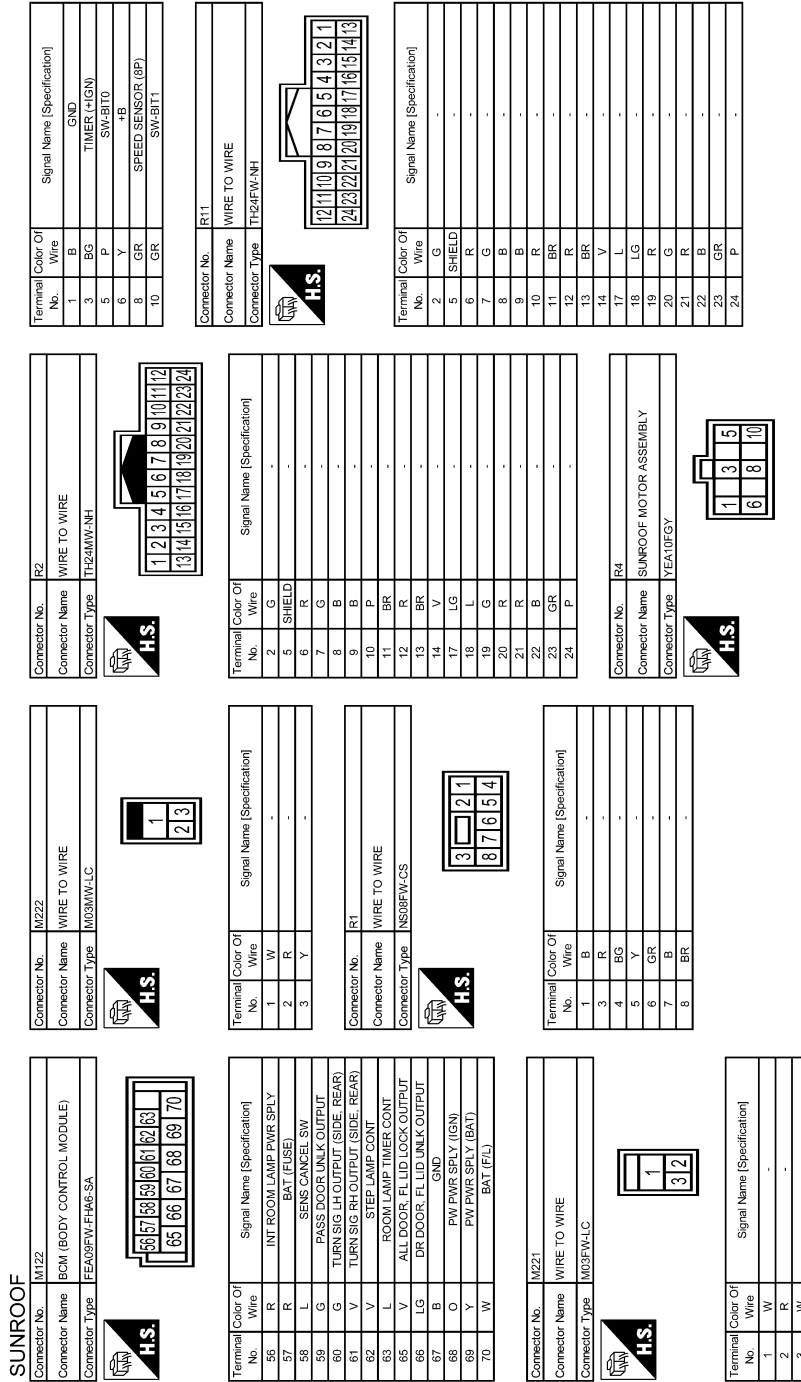 SUNROOF
Connector No. M122
Connector Name BCM (BODY CONTROL MODULE)
Connector Type FEA09FW-FHA6-SA
H.S.
56 57 58 59 60 61 62 63
65 66 67 68 69 70
Terminal No. Color Of Wire Signal Name [Specification]
56 R INT ROOM LAMP PWR SPLY
57 R BAT (FUSE)
58 L SENS CANCEL SW
59 G PASS DOOR UNLK OUTPUT
60 G TURN SIG LH OUTPUT (SIDE, REAR)
61 V TURN SIG RH OUTPUT (SIDE, REAR)
62 V STEP LAMP CONT
63 L ROOM LAMP TIMER CONT
65 V ALL DOOR, FL LID LOCK OUTPUT
66 LG DR DOOR, FL LID UNLK OUTPUT
67 B GND
68 O PW PWR SPLY (IGN)
69 Y PW PWR SPLY (BAT)
70 W BAT (F/L)
Connector No. M221
Connector Name WIRE TO WIRE
Connector Type M03FW-LC
H.S.
1
3 2
Terminal No. Color Of Wire Signal Name [Specification]
1 W -
2 R -
3 W
Connector No. M222
Connector Name WIRE TO WIRE
Connector Type M03MW-LC
H.S.
1
2 3
Terminal No. Color Of Wire Signal Name [Specification]
1 W -
2 R -
3 Y -
Connector No. R1
Connector Name WIRE TO WIRE
Connector Type NS08FW-CS
H.S.
3 2 1
8 7 6 5 4
Terminal No. Color Of Wire Signal Name [Specification]
1 B -
3 R -
4 BG -
5 Y -
6 GR -
7 B -
8 BR -
Connector No. R2
Connector Name WIRE TO WIRE
Connector Type TH24MW-NH
H.S.
1 2 3 4 5 6 7 8 9 10 11 12
13 14 15 16 17 18 19 20 21 22 23 24
Terminal No. Color Of Wire Signal Name [Specification]
2 G -
5 SHIELD -
6 R -
7 G -
8 B -
9 B -
10 P -
11 BR -
12 R -
13 BR -
14 V -
17 LG -
18 L -
19 G -
20 R -
21 R -
22 B -
23 GR -
24 P -
Connector No. R4
Connector Name SUNROOF MOTOR ASSEMBLY
Connector Type YEA10FGY
H.S.
1 3 5
6 8 10
Terminal No. Color Of Wire Signal Name [Specification]
1 B GND
3 BG TIMER (+IGN)
5 P SW-BIT0
6 Y +B
8 GR SPEED SENSOR (8P)
10 GR SW-BIT1
Connector No. R11
Connector Name WIRE TO WIRE
Connector Type TH24FW-NH
H.S.
12 11 10 9 8 7 6 5 4 3 2 1
24 23 22 21 20 19 18 17 16 15 14 13
Terminal No. Color Of Wire Signal Name [Specification]
2 G -
5 SHIELD -
6 R -
7 G -
8 B -
9 B -
10 R -
11 BR -
12 R -
13 BR -
14 V -
17 L -
18 LG -
19 R -
20 G -
21 R -
22 B -
23 GR -
24 P -